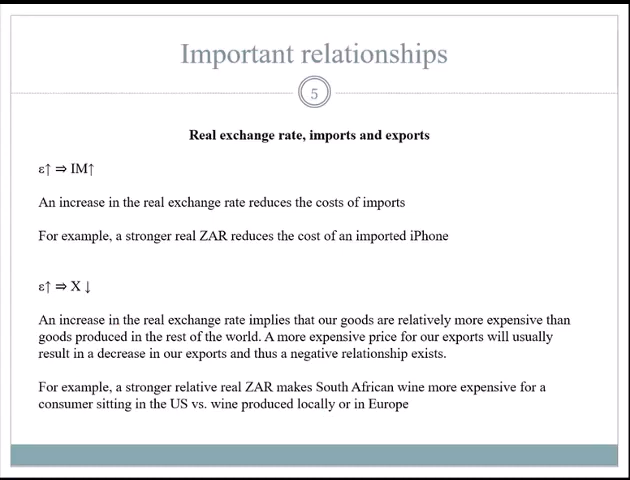 Important relationships
5
Real exchange rate, imports and exports
ε↑ ⇒ IM↑
An increase in the real exchange rate reduces the costs of imports
For example, a stronger real ZAR reduces the cost of an imported iPhone
ε↑ ⇒ X ↓
An increase in the real exchange rate implies that our goods are relatively more expensive than
goods produced in the rest of the world. A more expensive price for our exports will usually
result in a decrease in our exports and thus a negative relationship exists.
For example, a stronger relative real ZAR makes South African wine more expensive for a
consumer sitting in the US vs. wine produced locally or in Europe